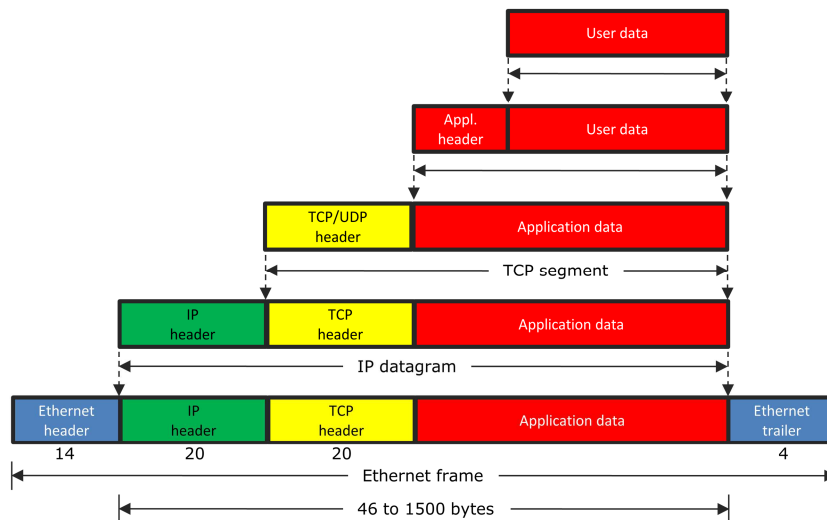 User data
Appl.
header
User data
TCP/UDP
header
Application data
TCP segment
IP
header
TCP
header
Application data
IP datagram
Ethernet
header
IP
header
TCP
header
Application data
Ethernet
trailer
14
20
20
4
Ethernet frame
46 to 1500 bytes